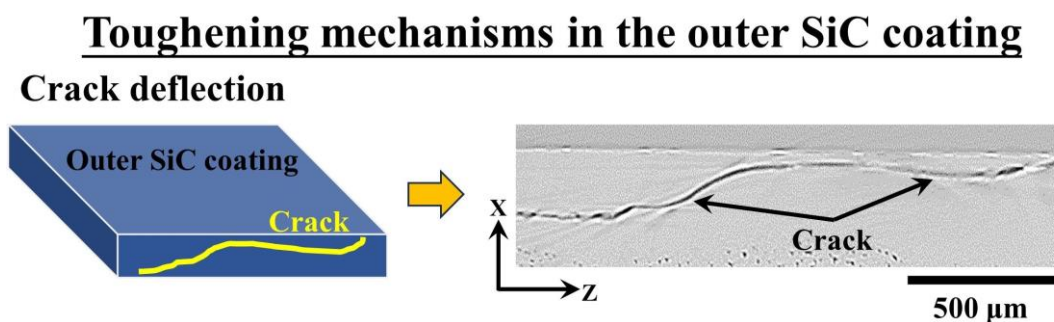 Toughening mechanisms in the outer SiC coating
Crack deflection
Outer SiC coating
Crack
X
Crack
Z
500 μm